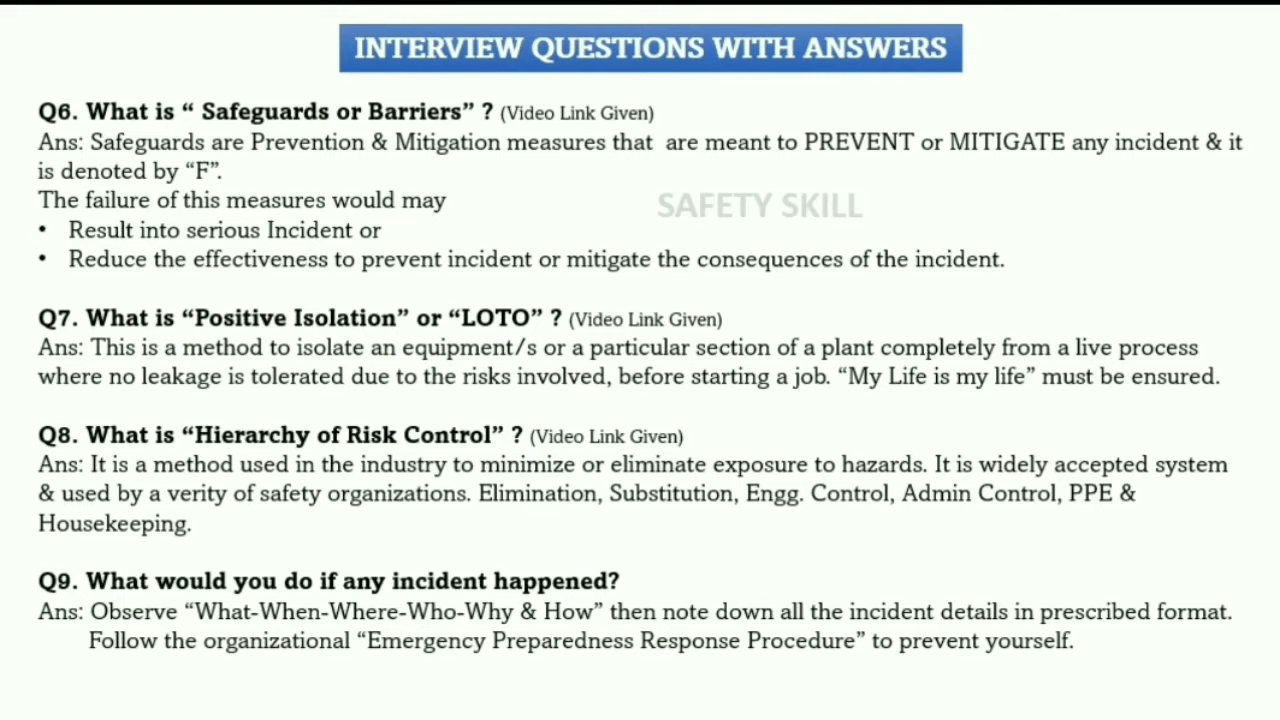 INTERVIEW QUESTIONS WITH ANSWERS
Q6. What is “ Safeguards or Barriers” ? (Video Link Given)
Ans: Safeguards are Prevention & Mitigation measures that  are meant to PREVENT or MITIGATE any incident & it
is denoted by “F”.
The failure of this measures would may
SAFETY SKILL
• Result into serious Incident or
• Reduce the effectiveness to prevent incident or mitigate the consequences of the incident.
Q7. What is “Positive Isolation” or “LOTO” ? (Video Link Given)
Ans: This is a method to isolate an equipment/s or a particular section of a plant completely from a live process
where no leakage is tolerated due to the risks involved, before starting a job. “My Life is my life” must be ensured.
Q8. What is “Hierarchy of Risk Control” ? (Video Link Given)
Ans: It is a method used in the industry to minimize or eliminate exposure to hazards. It is widely accepted system
& used by a verity of safety organizations. Elimination, Substitution, Engg. Control, Admin Control, PPE &
Housekeeping.
Q9. What would you do if any incident happened?
Ans: Observe “What-When-Where-Who-Why & How” then note down all the incident details in prescribed format.
Follow the organizational “Emergency Preparedness Response Procedure” to prevent yourself.